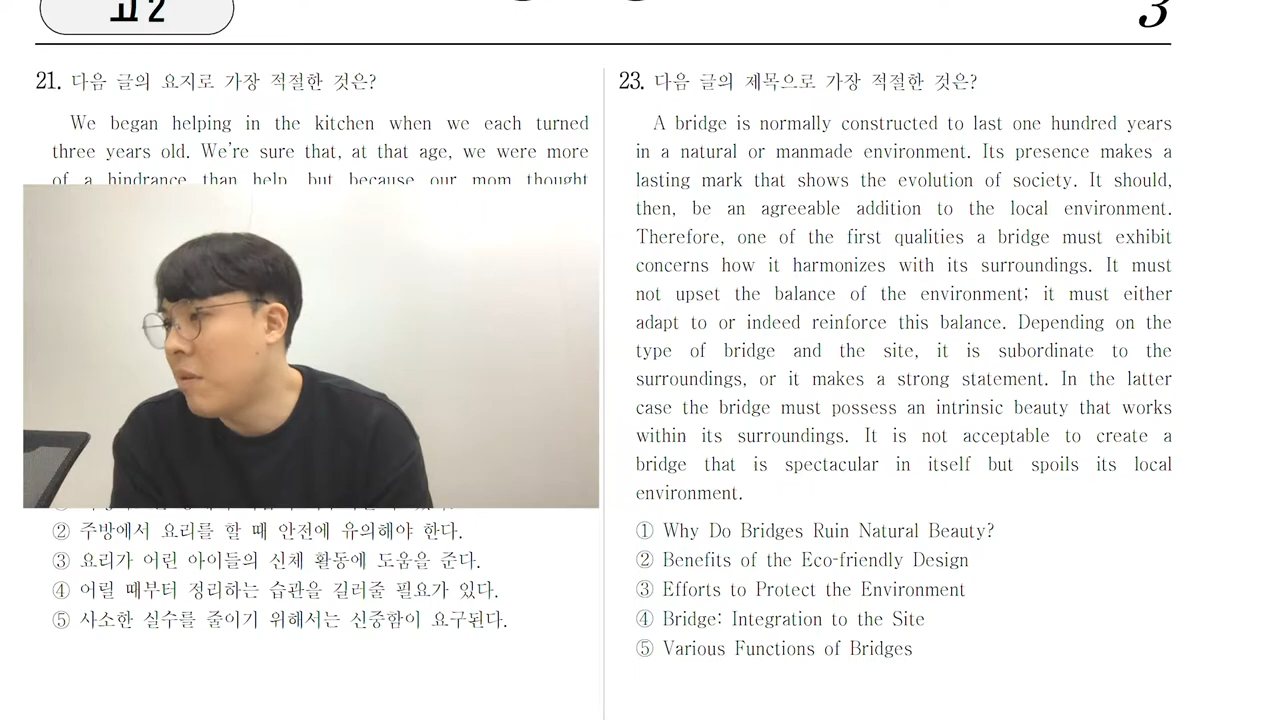 고2
3
21. 다음 글의 요지로 가장 적절한 것은?
We began helping in the kitchen when we each turned
three years old. We're sure that, at that age, we were more
of a hindrance than help, but because our mom thought
② 주방에서 요리를 할 때 안전에 유의해야 한다.
③ 요리가 어린 아이들의 신체 활동에 도움을 준다.
④ 어릴 때부터 정리하는 습관을 길러줄 필요가 있다.
⑤ 사소한 실수를 줄이기 위해서는 신중함이 요구된다.
23. 다음 글의 제목으로 가장 적절한 것은?
A bridge is normally constructed to last one hundred years
in a natural or manmade environment. Its presence makes a
lasting mark that shows the evolution of society. It should,
then, be an agreeable addition to the local environment.
Therefore, one of the first qualities a bridge must exhibit
concerns how it harmonizes with its surroundings. It must
not upset the balance of the environment; it must either
adapt to or indeed reinforce this balance. Depending on the
type of bridge and the site, it is subordinate to the
surroundings, or it makes a strong statement. In the latter
case the bridge must possess an intrinsic beauty that works
within its surroundings. It is not acceptable to create a
bridge that is spectacular in itself but spoils its local
environment.
① Why Do Bridges Ruin Natural Beauty?
② Benefits of the Eco-friendly Design
③ Efforts to Protect the Environment
④ Bridge: Integration to the Site
⑤ Various Functions of Bridges